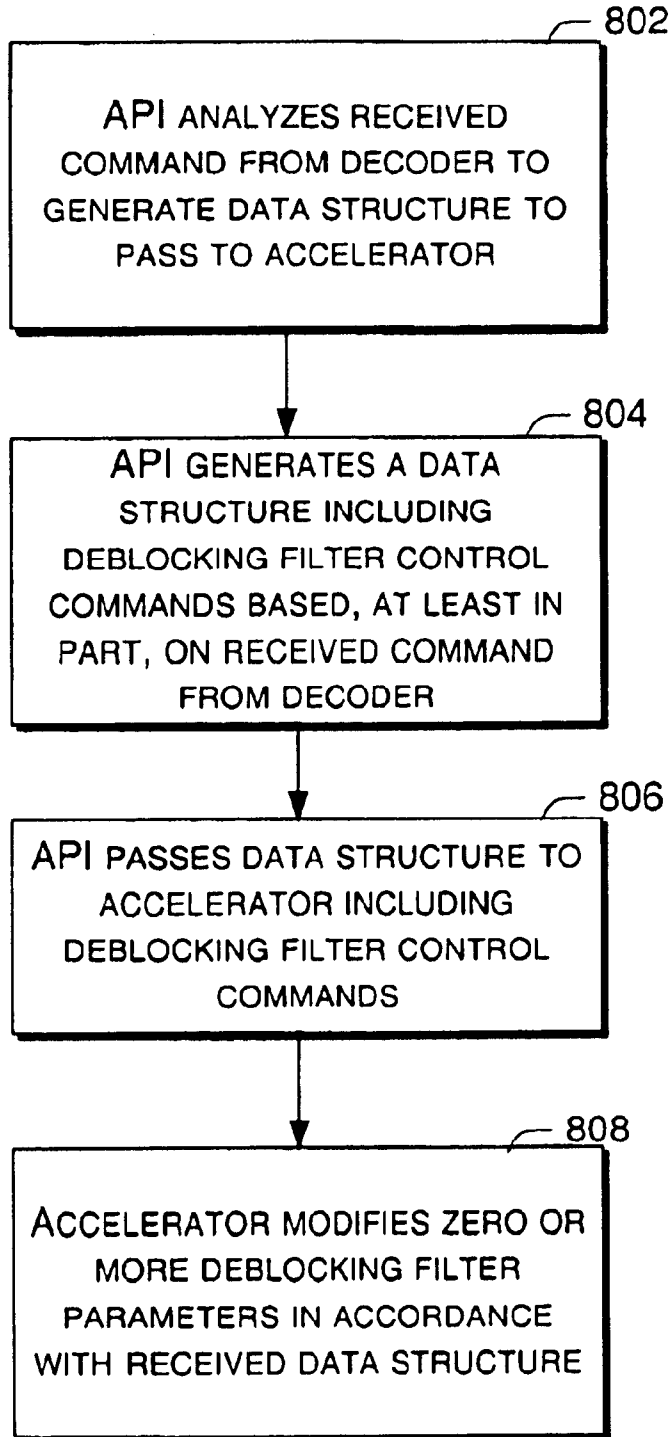 802
API ANALYZES RECEIVED
COMMAND FROM DECODER TO
GENERATE DATA STRUCTURE TO
PASS TO ACCELERATOR
804
API GENERATES A DATA
STRUCTURE INCLUDING
DEBLOCKING FILTER CONTROL
COMMANDS BASED, AT LEAST IN
PART, ON RECEIVED COMMAND
FROM DECODER
806
API PASSES DATA STRUCTURE TO
ACCELERATOR INCLUDING
DEBLOCKING FILTER CONTROL
COMMANDS
808
ACCELERATOR MODIFIES ZERO OR
MORE DEBLOCKING FILTER
PARAMETERS IN ACCORDANCE
WITH RECEIVED DATA STRUCTURE